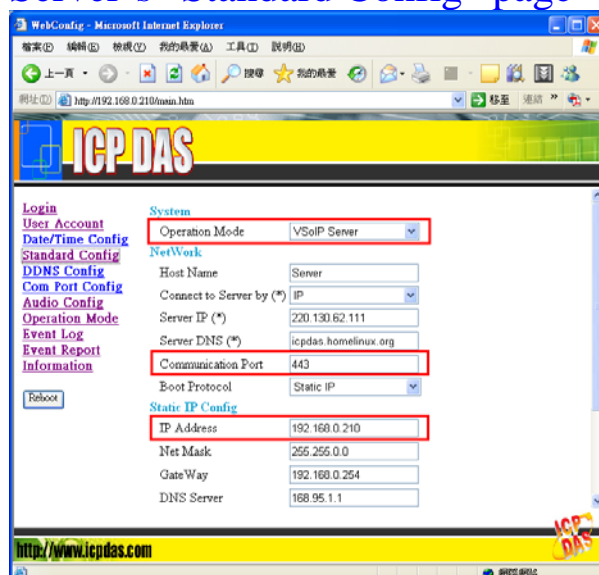 Server's "Standard Config" page
WebConfig - Microsoft Internet Explorer
檔案(F) 編輯(E) 檢視(V) 我的最愛(A) 工具(T) 說明(H)
上一頁 搜尋 我的最愛
網址(D) http://192.168.0.210/main.htm 移至 連結 »
ICP DAS
Login
User Account
Date/Time Config
Standard Config
DDNS Config
Com Port Config
Audio Config
Operation Mode
Event Log
Event Report
Information
Reboot
System
Operation Mode VSoIP Server
NetWork
Host Name Server
Connect to Server by (*) IP
Server IP (*) 220.130.62.111
Server DNS (*) icpdas.homelinux.org
Communication Port 443
Boot Protocol Static IP
Static IP Config
IP Address 192.168.0.210
Net Mask 255.255.0.0
GateWay 192.168.0.254
DNS Server 168.95.1.1
http://www.icpdas.com
ICP DAS